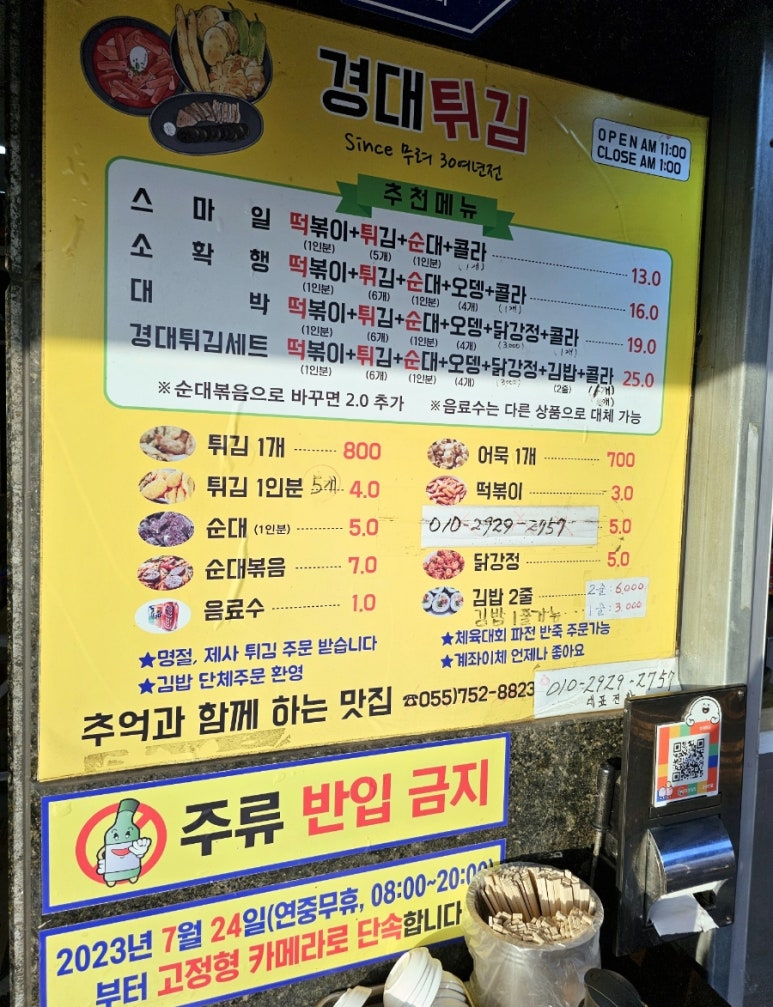 경대튀김
Since 무려 30여년전
OPEN AM 11:00
CLOSE AM 1:00
추천메뉴
스마일 떡볶이+튀김+순대+콜라 13.0
(1인분) (5개) (1인분) (1개)
소확행 떡볶이+튀김+순대+오뎅+콜라 16.0
(1인분) (6개) (1인분) (4개) (1개)
대박 떡볶이+튀김+순대+오뎅+닭강정+콜라 19.0
(1인분) (6개) (1인분) (4개) (3,000) (1개)
경대튀김세트 떡볶이+튀김+순대+오뎅+닭강정+김밥+콜라 25.0
(1인분) (6개) (1인분) (4개) (2줄)
※순대볶음으로 바꾸면 2.0 추가 ※음료수는 다른 상품으로 대체 가능
튀김 1개 800
튀김 1인분 5개 4.0
순대 (1인분) 5.0
순대볶음 7.0
음료수 1.0
어묵 1개 700
떡볶이 3.0
010-2929-2757 5.0
닭강정 5.0
김밥 2줄 2줄:6,000
김밥 1줄가능 1줄:3,000
★명절, 제사 튀김 주문 받습니다
★김밥 단체주문 환영
★체육대회 파전 반죽 주문가능
★계좌이체 언제나 좋아요
추억과 함께 하는 맛집 ☎055)752-8823 010-2929-2757
주류 반입 금지
2023년 7월 24일(연중무휴, 08:00~20:00)
부터 고정형 카메라로 단속합니다